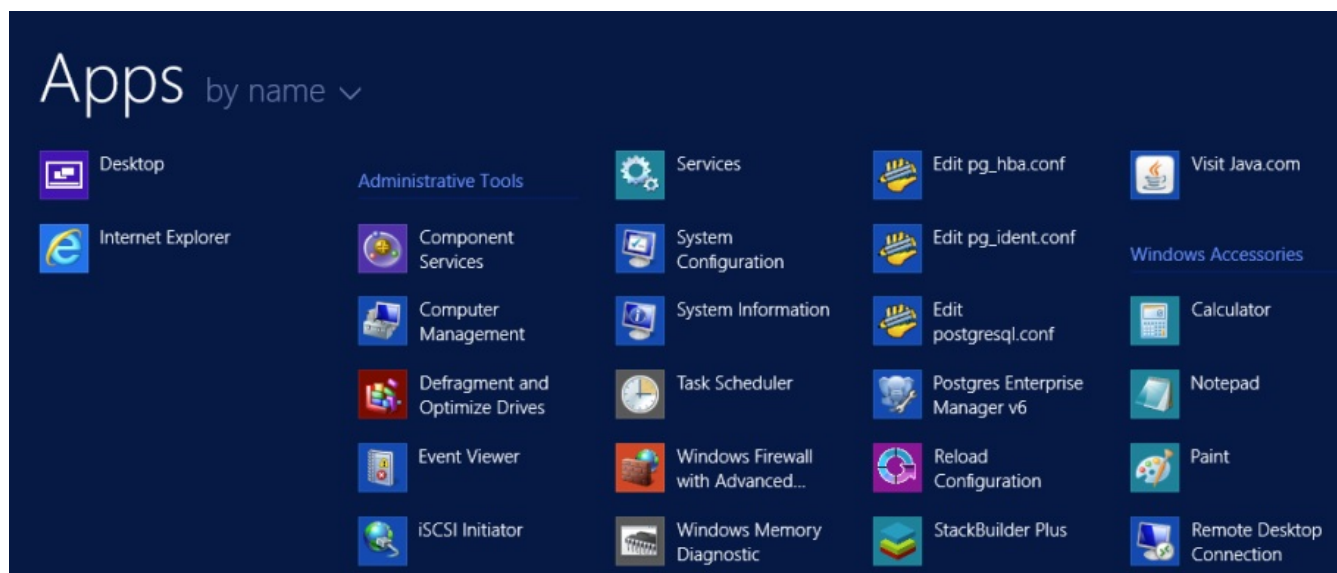 Apps by name
Desktop
Internet Explorer
Administrative Tools
Component
Services
Computer
Management
Defragment and
Optimize Drives
Event Viewer
iSCSI Initiator
Services
System
Configuration
System Information
Task Scheduler
Windows Firewall
with Advanced...
Windows Memory
Diagnostic
Edit pg_hba.conf
Edit pg_ident.conf
Edit
postgresql.conf
Postgres Enterprise
Manager v6
Reload
Configuration
StackBuilder Plus
Visit Java.com
Windows Accessories
Calculator
Notepad
Paint
Remote Desktop
Connection